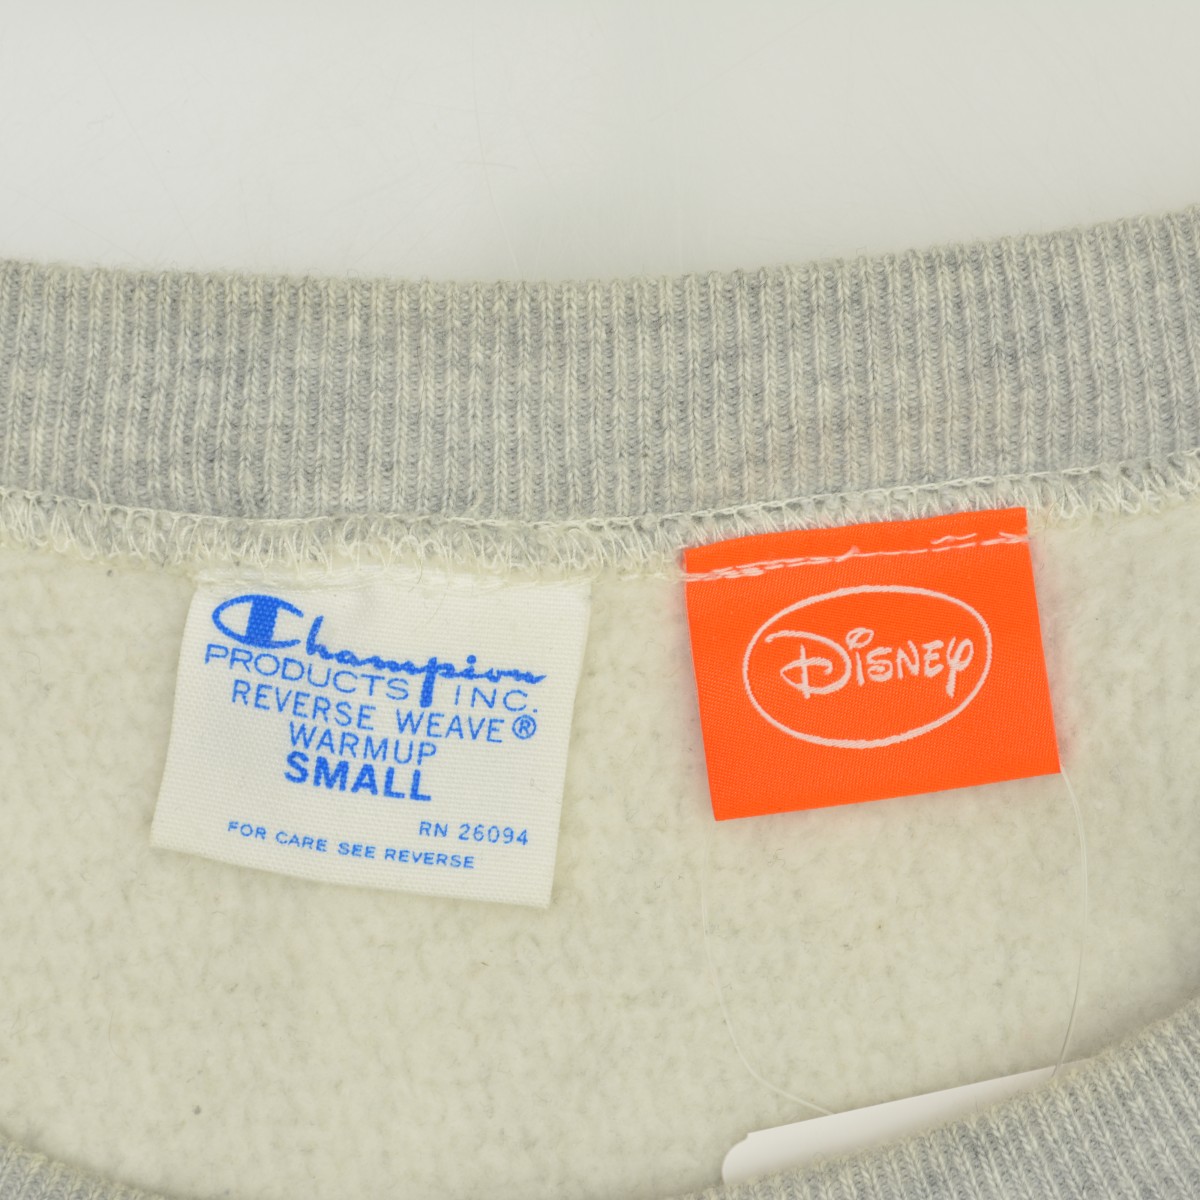 Champion
PRODUCTS INC.
REVERSE WEAVE®
WARMUP
SMALL
RN 26094
FOR CARE SEE REVERSE
DISNEY